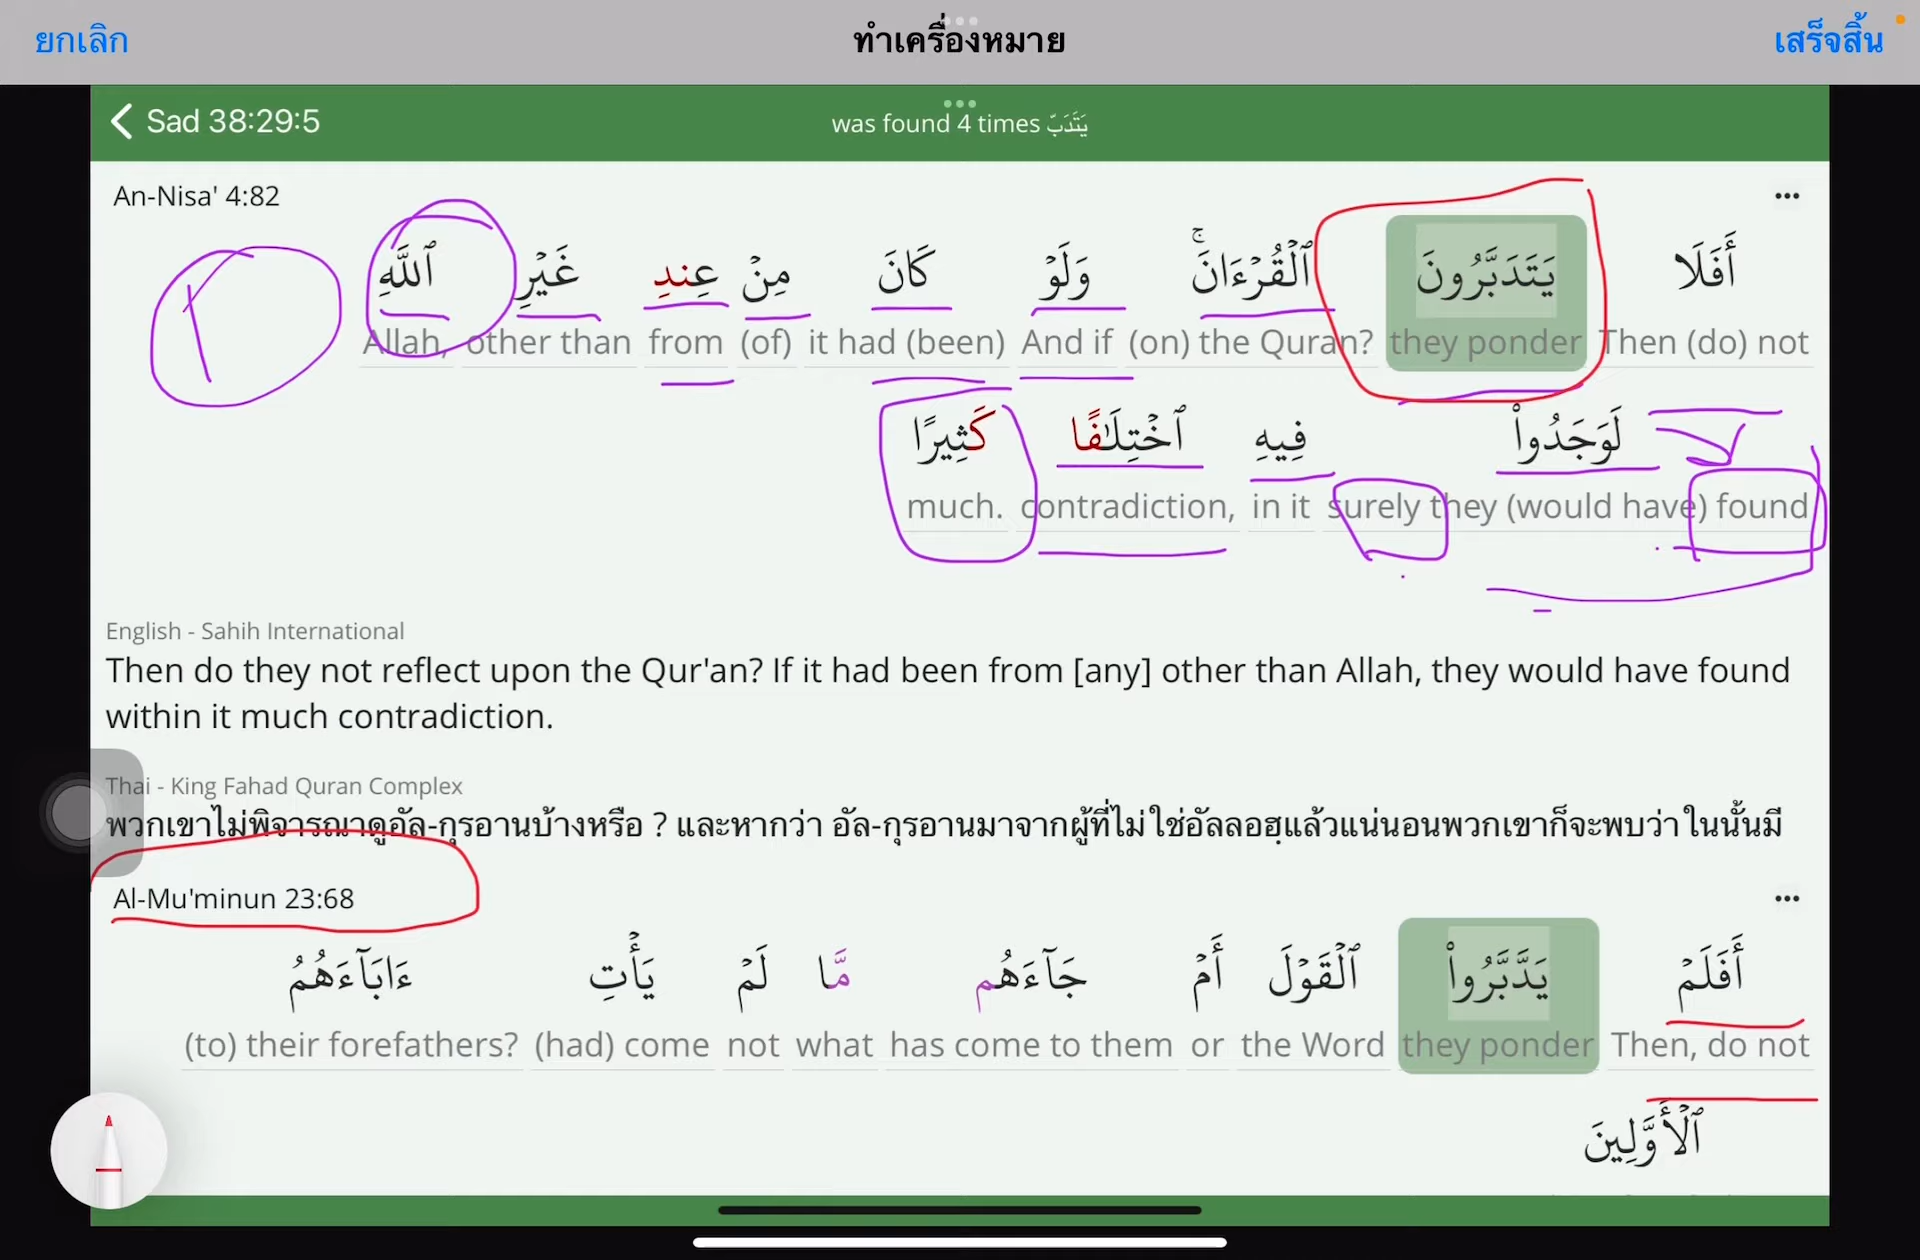 ยกเลิก ทำเครื่องหมาย เสร็จสิ้น
Sad 38:29:5
was found 4 times يَتَدَبّ
An-Nisa' 4:82
أَفَلَا يَتَدَبَّرُونَ ٱلْقُرْءَانَ ۚ وَلَوْ كَانَ مِنْ عِندِ غَيْرِ ٱللَّهِ
Allah, other than from (of) it had (been) And if (on) the Quran? they ponder Then (do) not
لَوَجَدُوا۟ فِيهِ ٱخْتِلَـٰفًا كَثِيرًا
much. contradiction, in it surely they (would have) found
English - Sahih International
Then do they not reflect upon the Qur'an? If it had been from [any] other than Allah, they would have found
within it much contradiction.
Thai - King Fahad Quran Complex
พวกเขาไม่พิจารณาดูอัล-กุรอานบ้างหรือ ? และหากว่า อัล-กุรอานมาจากผู้ที่ไม่ใช่อัลลอฮฺแล้วแน่นอนพวกเขาก็จะพบว่าในนั้นมี
Al-Mu'minun 23:68
أَفَلَمْ يَدَّبَّرُوا۟ ٱلْقَوْلَ أَمْ جَآءَهُم مَّا لَمْ يَأْتِ ءَابَآءَهُمُ
(to) their forefathers? (had) come not what has come to them or the Word they ponder Then, do not
ٱلْأَوَّلِينَ